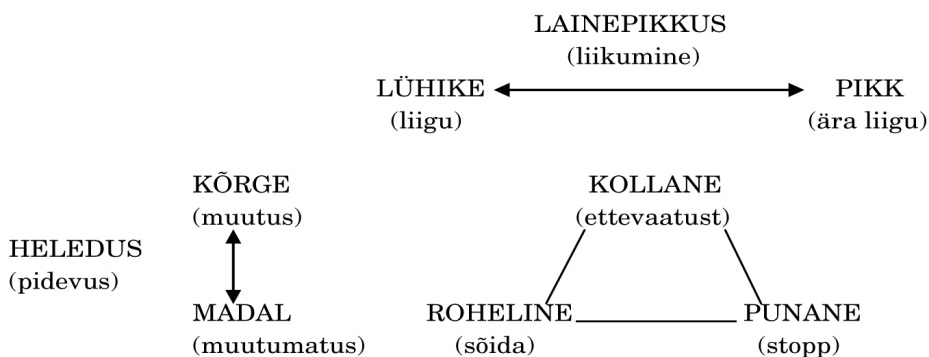 LAINEPIKKUS
(liikumine)
LÜHIKE PIKK
(liigu) (ära liigu)
KÕRGE KOLLANE
(muutus) (ettevaatust)
HELEDUS
(pidevus)
MADAL ROHELINE PUNANE
(muutumatus) (sõida) (stopp)